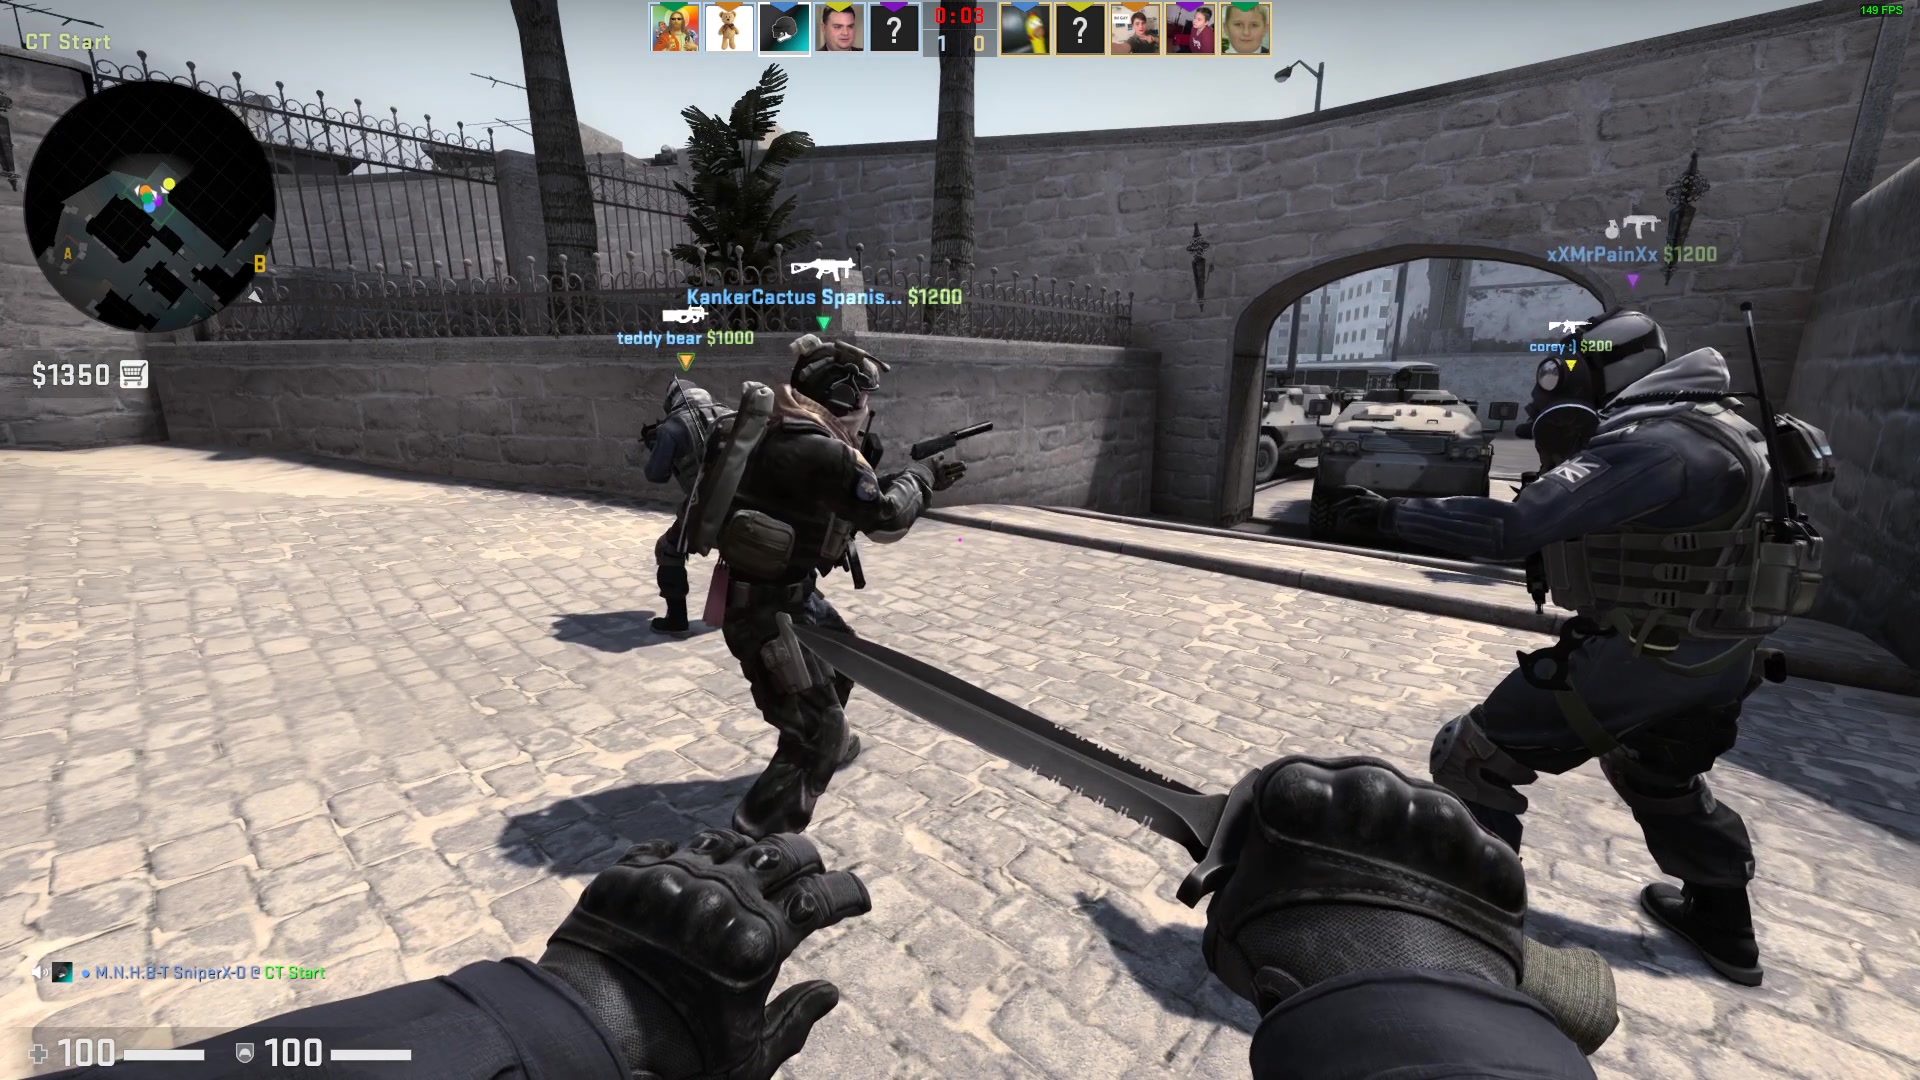 149 FPS
CT Start
0:03
? ?
1 0
A
B
$1350
KankerCactus Spanis... $1200
teddy bear $1000
xXMrPainXx $1200
corey :) $200
M.N.H.B-T SniperX-D @ CT Start
100 100